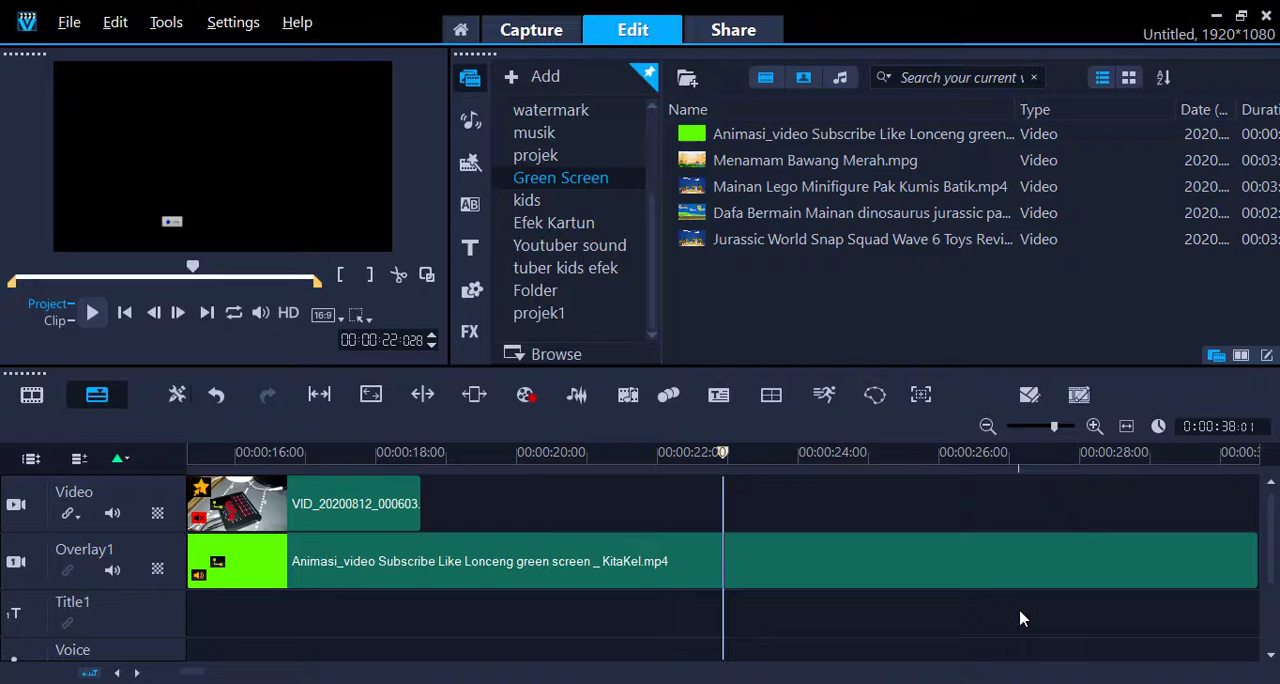 File Edit Tools Settings Help
Capture Edit Share
Untitled, 1920*1080
Add
watermark
musik
projek
Green Screen
kids
Efek Kartun
Youtuber sound
tuber kids efek
Folder
projek1
Browse
Search your current
Name Type Date (... Durati
Animasi_video Subscribe Like Lonceng green... Video 2020.... 00:00:
Menamam Bawang Merah.mpg Video 2020.... 00:03:
Mainan Lego Minifigure Pak Kumis Batik.mp4 Video 2020.... 00:03:
Dafa Bermain Mainan dinosaurus jurassic pa... Video 2020.... 00:02:
Jurassic World Snap Squad Wave 6 Toys Revi... Video 2020.... 00:03:
Project
Clip
HD
16:9
00:00:22:028
AB
T
FX
0:00:38:01
00:00:16:00 00:00:18:00 00:00:20:00 00:00:22:00 00:00:24:00 00:00:26:00 00:00:28:00 00:00:3
Video
VID_20200812_000603.
Overlay1
Animasi_video Subscribe Like Lonceng green screen _ KitaKel.mp4
Title1
Voice